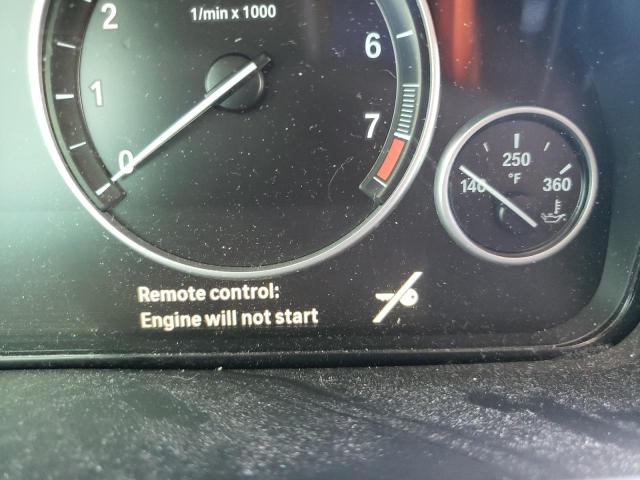 1/min x 1000
2
1
0
6
7
140
250
°F
360
Remote control:
Engine will not start